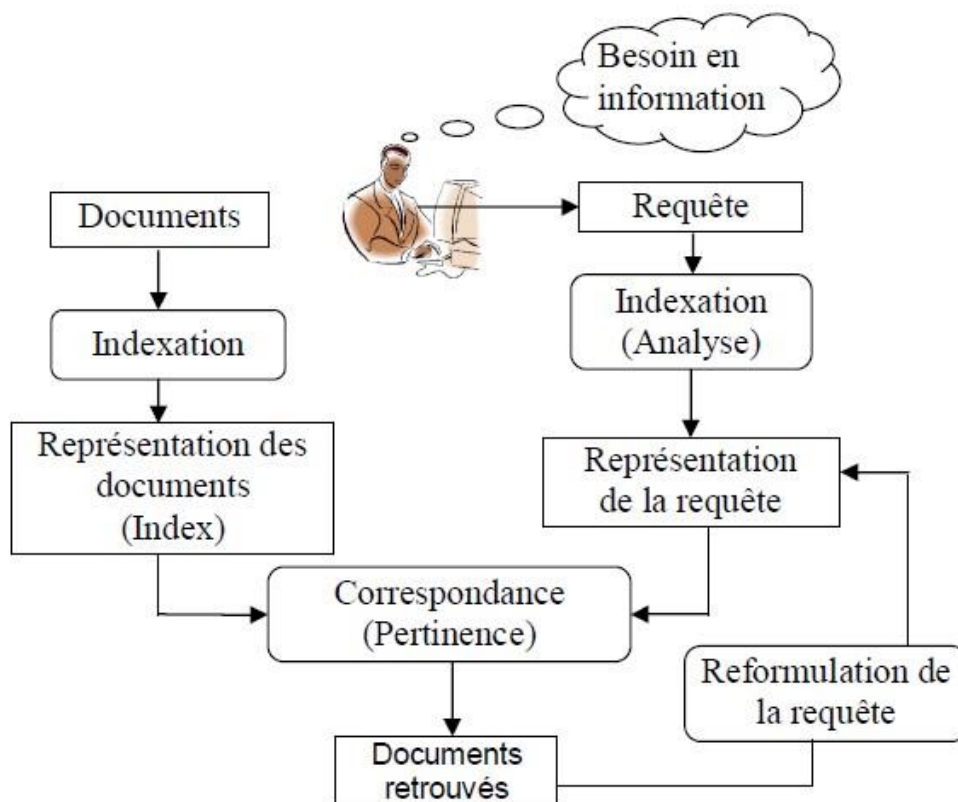 Besoin en
information
Documents
Requête
Indexation
Indexation
(Analyse)
Représentation des
documents
(Index)
Représentation
de la requête
Correspondance
(Pertinence)
Reformulation de
la requête
Documents
retrouvés